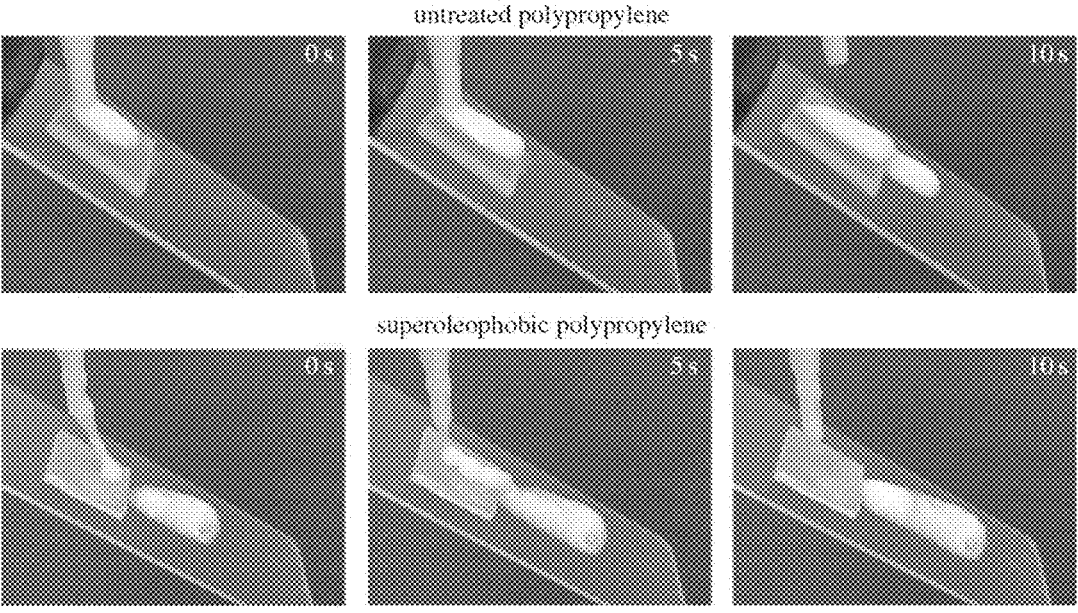 untreated polypropylene
0 s
5 s
10 s
superoleophobic polypropylene
0 s
5 s
10 s